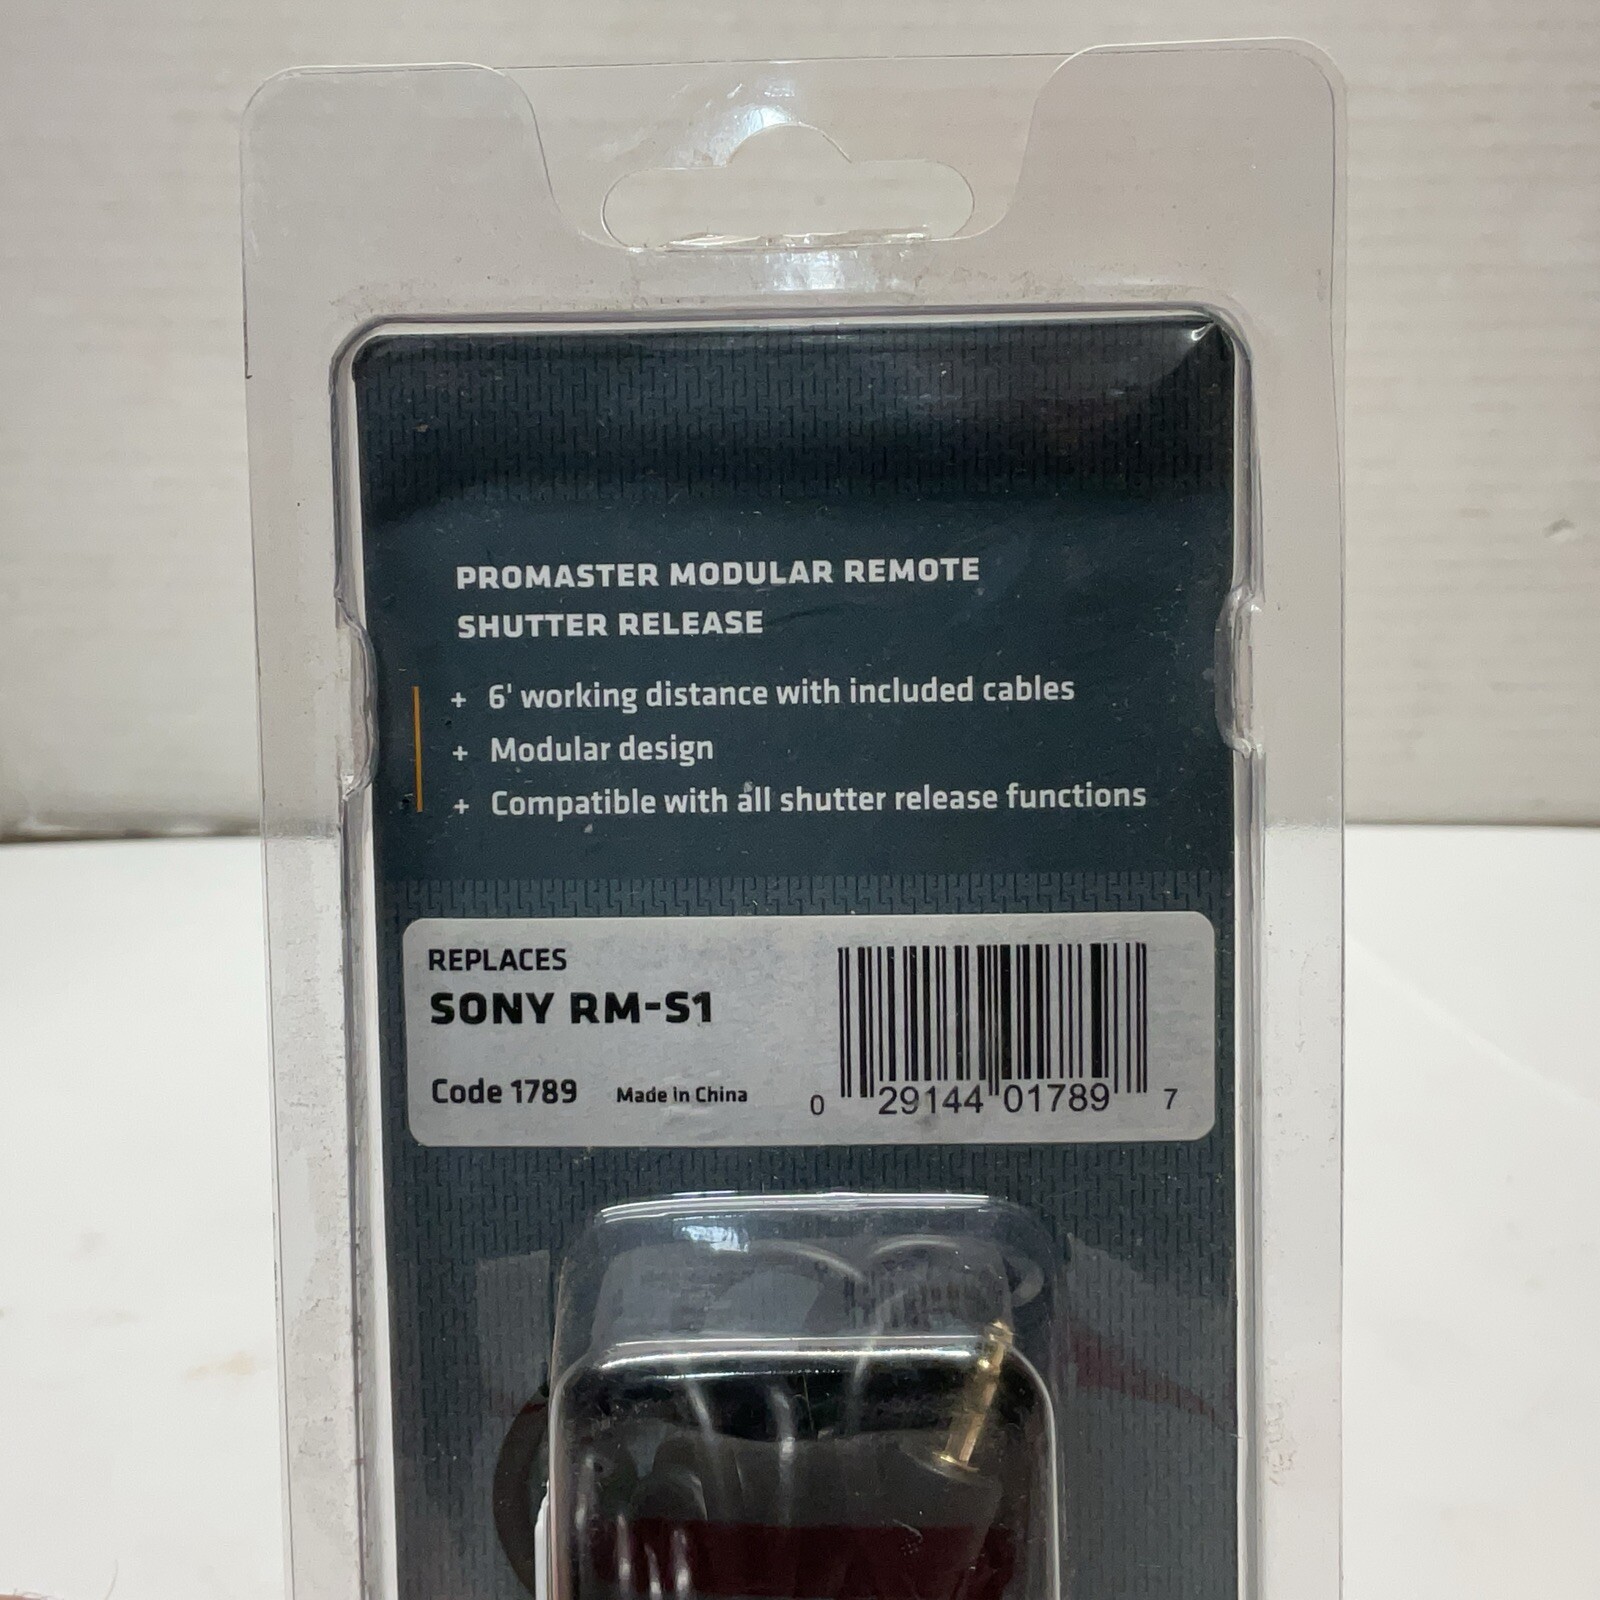 PROMASTER MODULAR REMOTE
SHUTTER RELEASE
+ 6' working distance with included cables
+ Modular design
+ Compatible with all shutter release functions
REPLACES
SONY RM-S1
Code 1789 Made in China
0 29144 01789 7